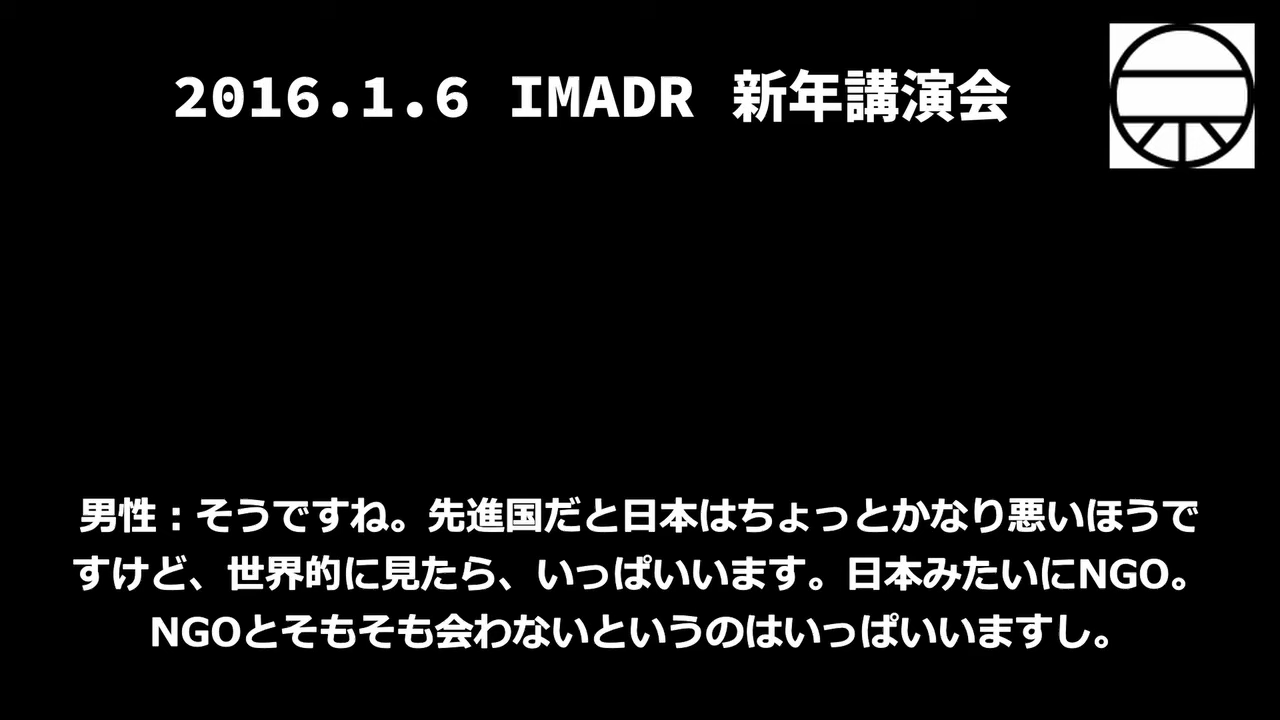 2016.1.6 IMADR 新年講演会
男性：そうですね。先進国だと日本はちょっとかなり悪いほうで
すけど、世界的に見たら、いっぱいいます。日本みたいにNGO。
NGOとそもそも会わないというのはいっぱいいますし。